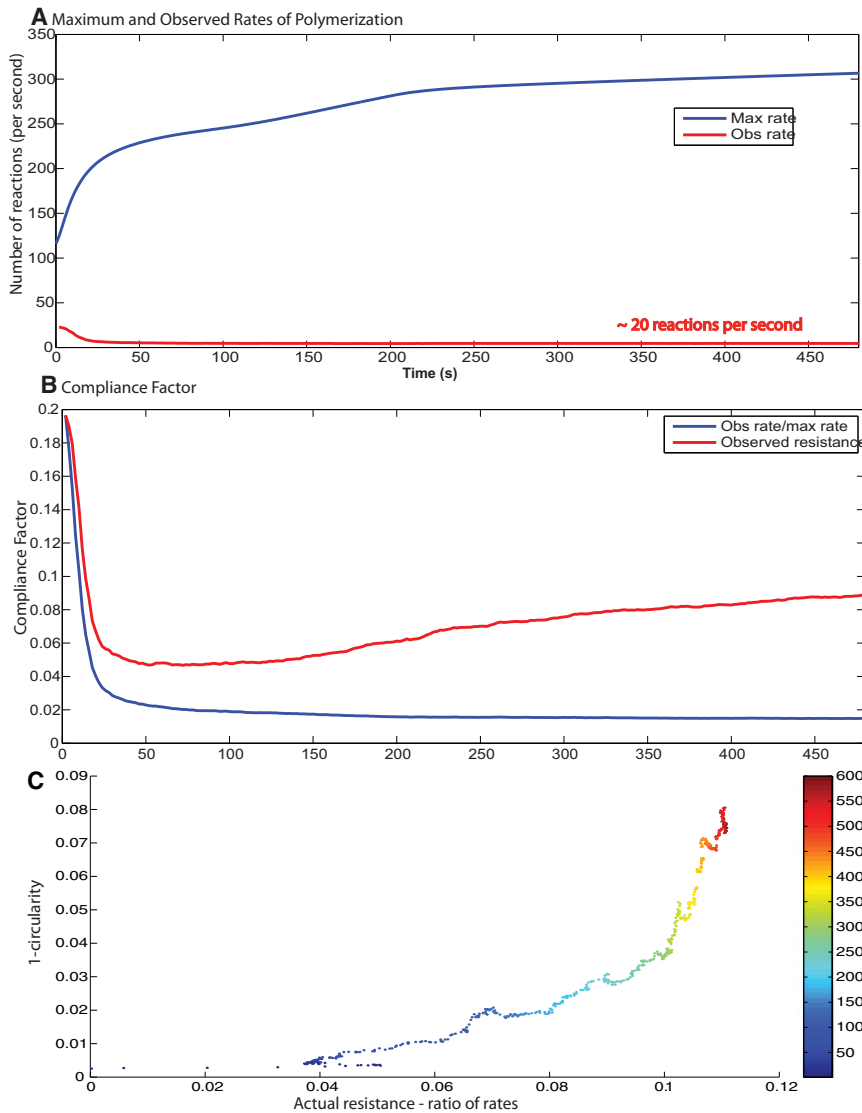 A Maximum and Observed Rates of Polymerization
Number of reactions (per second)
350
300
250
200
150
100
50
0
Max rate
Obs rate
~ 20 reactions per second
0 50 100 150 200 250 300 350 400 450
Time (s)
B Compliance Factor
Compliance Factor
0.2
0.18
0.16
0.14
0.12
0.1
0.08
0.06
0.04
0.02
0
Obs rate/max rate
Observed resistance
0 50 100 150 200 250 300 350 400 450
C
1-circularity
0.09
0.08
0.07
0.06
0.05
0.04
0.03
0.02
0.01
0
0 0.02 0.04 0.06 0.08 0.1 0.12
Actual resistance - ratio of rates
600
550
500
450
400
350
300
250
200
150
100
50